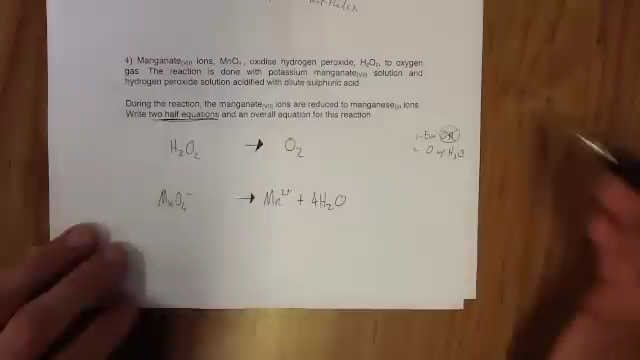 4) Manganate(VII) ions, MnO₄⁻, oxidise hydrogen peroxide, H₂O₂, to oxygen
gas. The reaction is done with potassium manganate(VII) solution and
hydrogen peroxide solution acidified with dilute sulphuric acid
During the reaction, the manganate(VII) ions are reduced to manganese(II) ions.
Write two half equations and an overall equation for this reaction
H₂O₂ → O₂
MnO₄⁻ → Mn²⁺ + 4H₂O